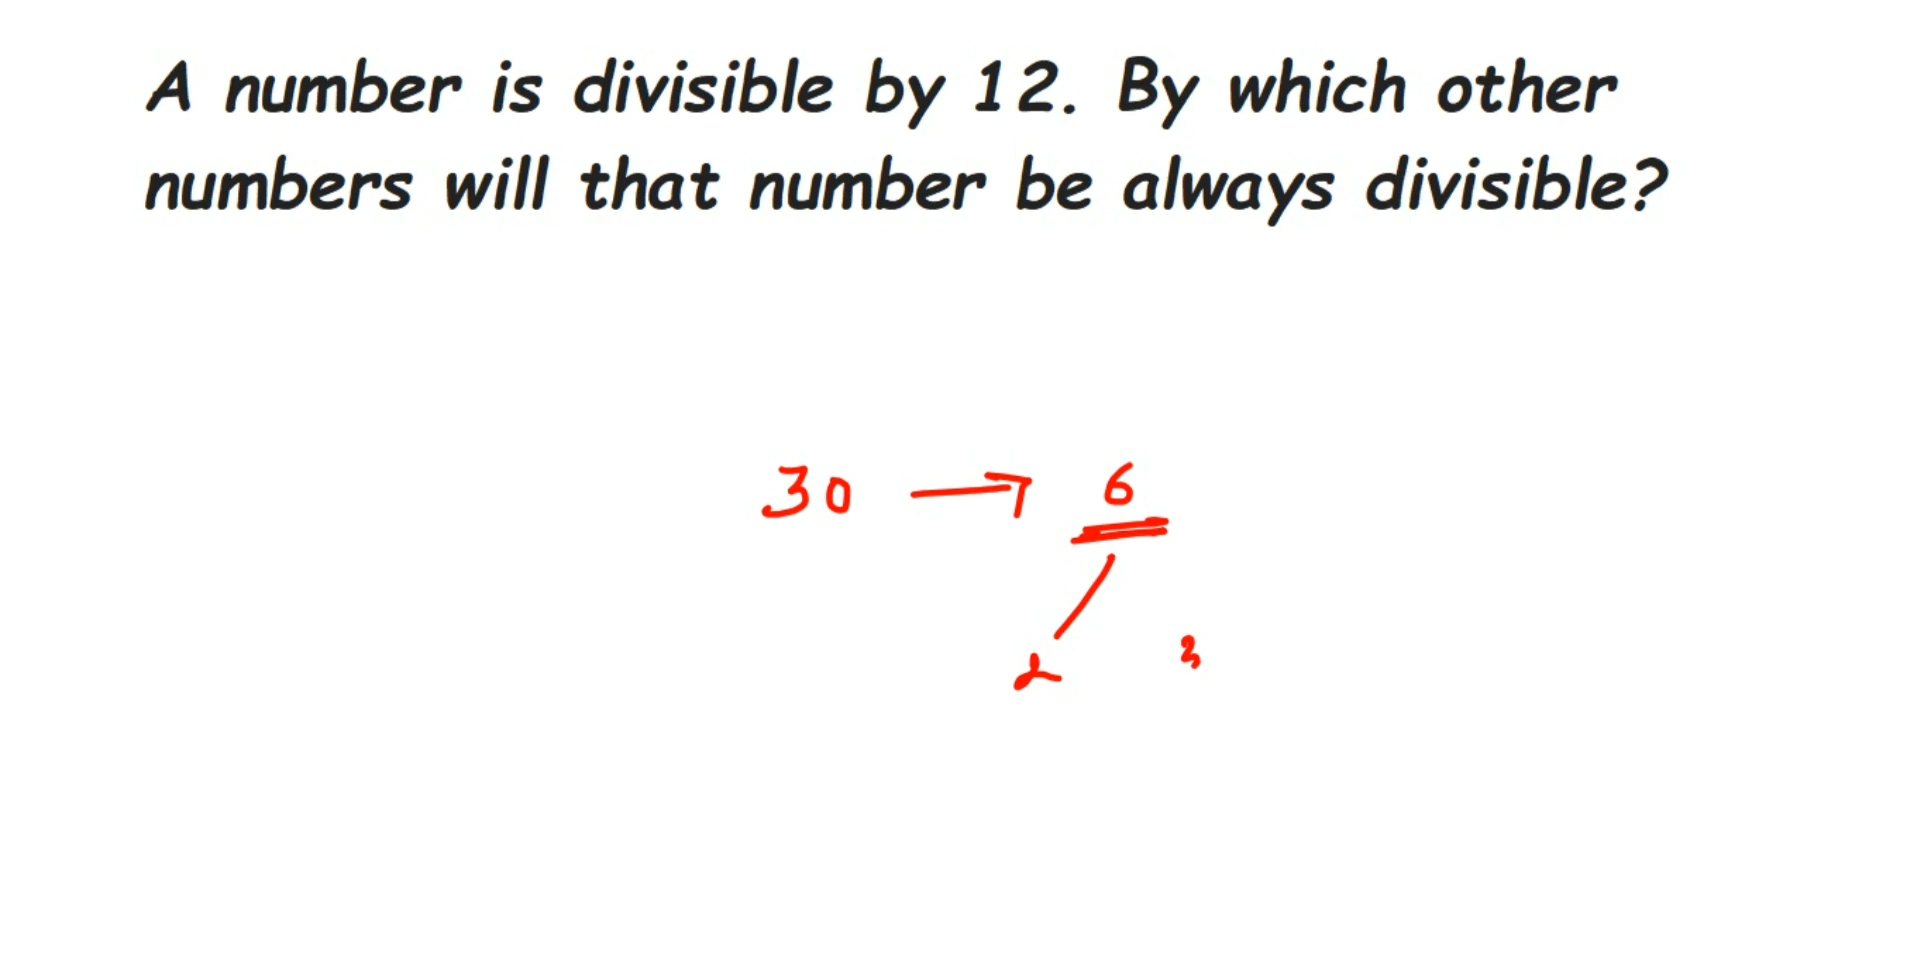 A number is divisible by 12. By which other
numbers will that number be always divisible?
30 → 6
2 3